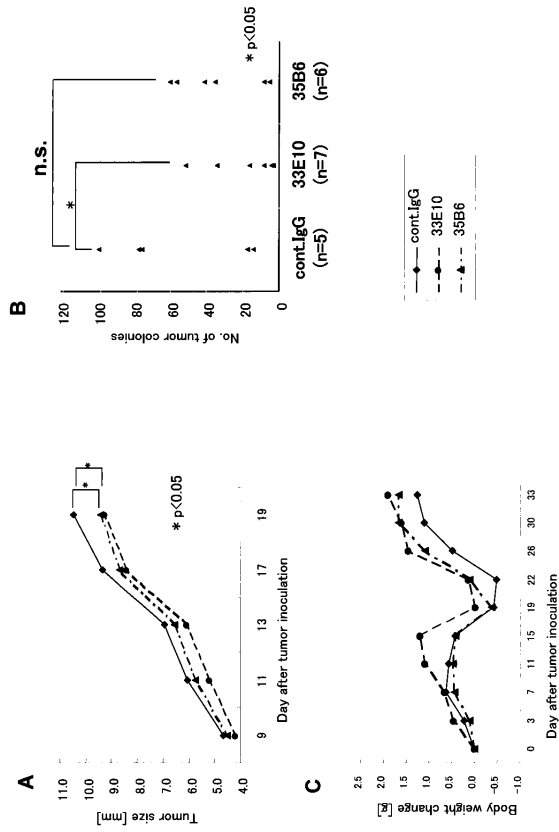 A
Tumor size [mm]
11.0
10.0
9.0
8.0
7.0
6.0
5.0
4.0
9
11
13
17
19
Day after tumor inoculation
*
*
* p<0.05
B
No. of tumor colonies
120
100
80
60
40
20
0
n.s.
*
* p<0.05
cont.IgG
(n=5)
33E10
(n=7)
35B6
(n=6)
C
Body weight change [g]
2.5
2.0
1.5
1.0
0.5
0.0
-0.5
-1.0
0
3
7
11
15
19
22
26
30
33
Day after tumor inoculation
cont.IgG
33E10
35B6